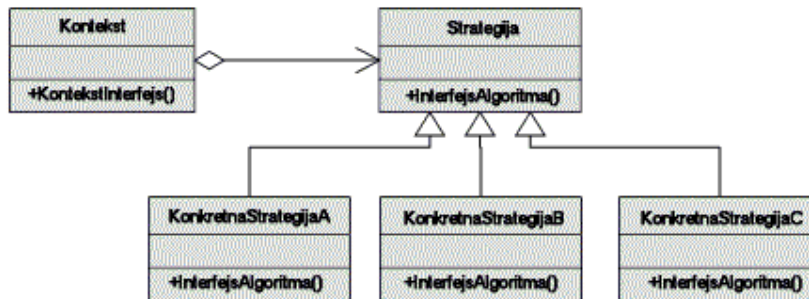 Kontekst
+KontekstInterfejs()
Strategija
+InterfejsAlgoritma()
KonkretnaStrategijaA
+InterfejsAlgoritma()
KonkretnaStrategijaB
+InterfejsAlgoritma()
KonkretnaStrategijaC
+InterfejsAlgoritma()